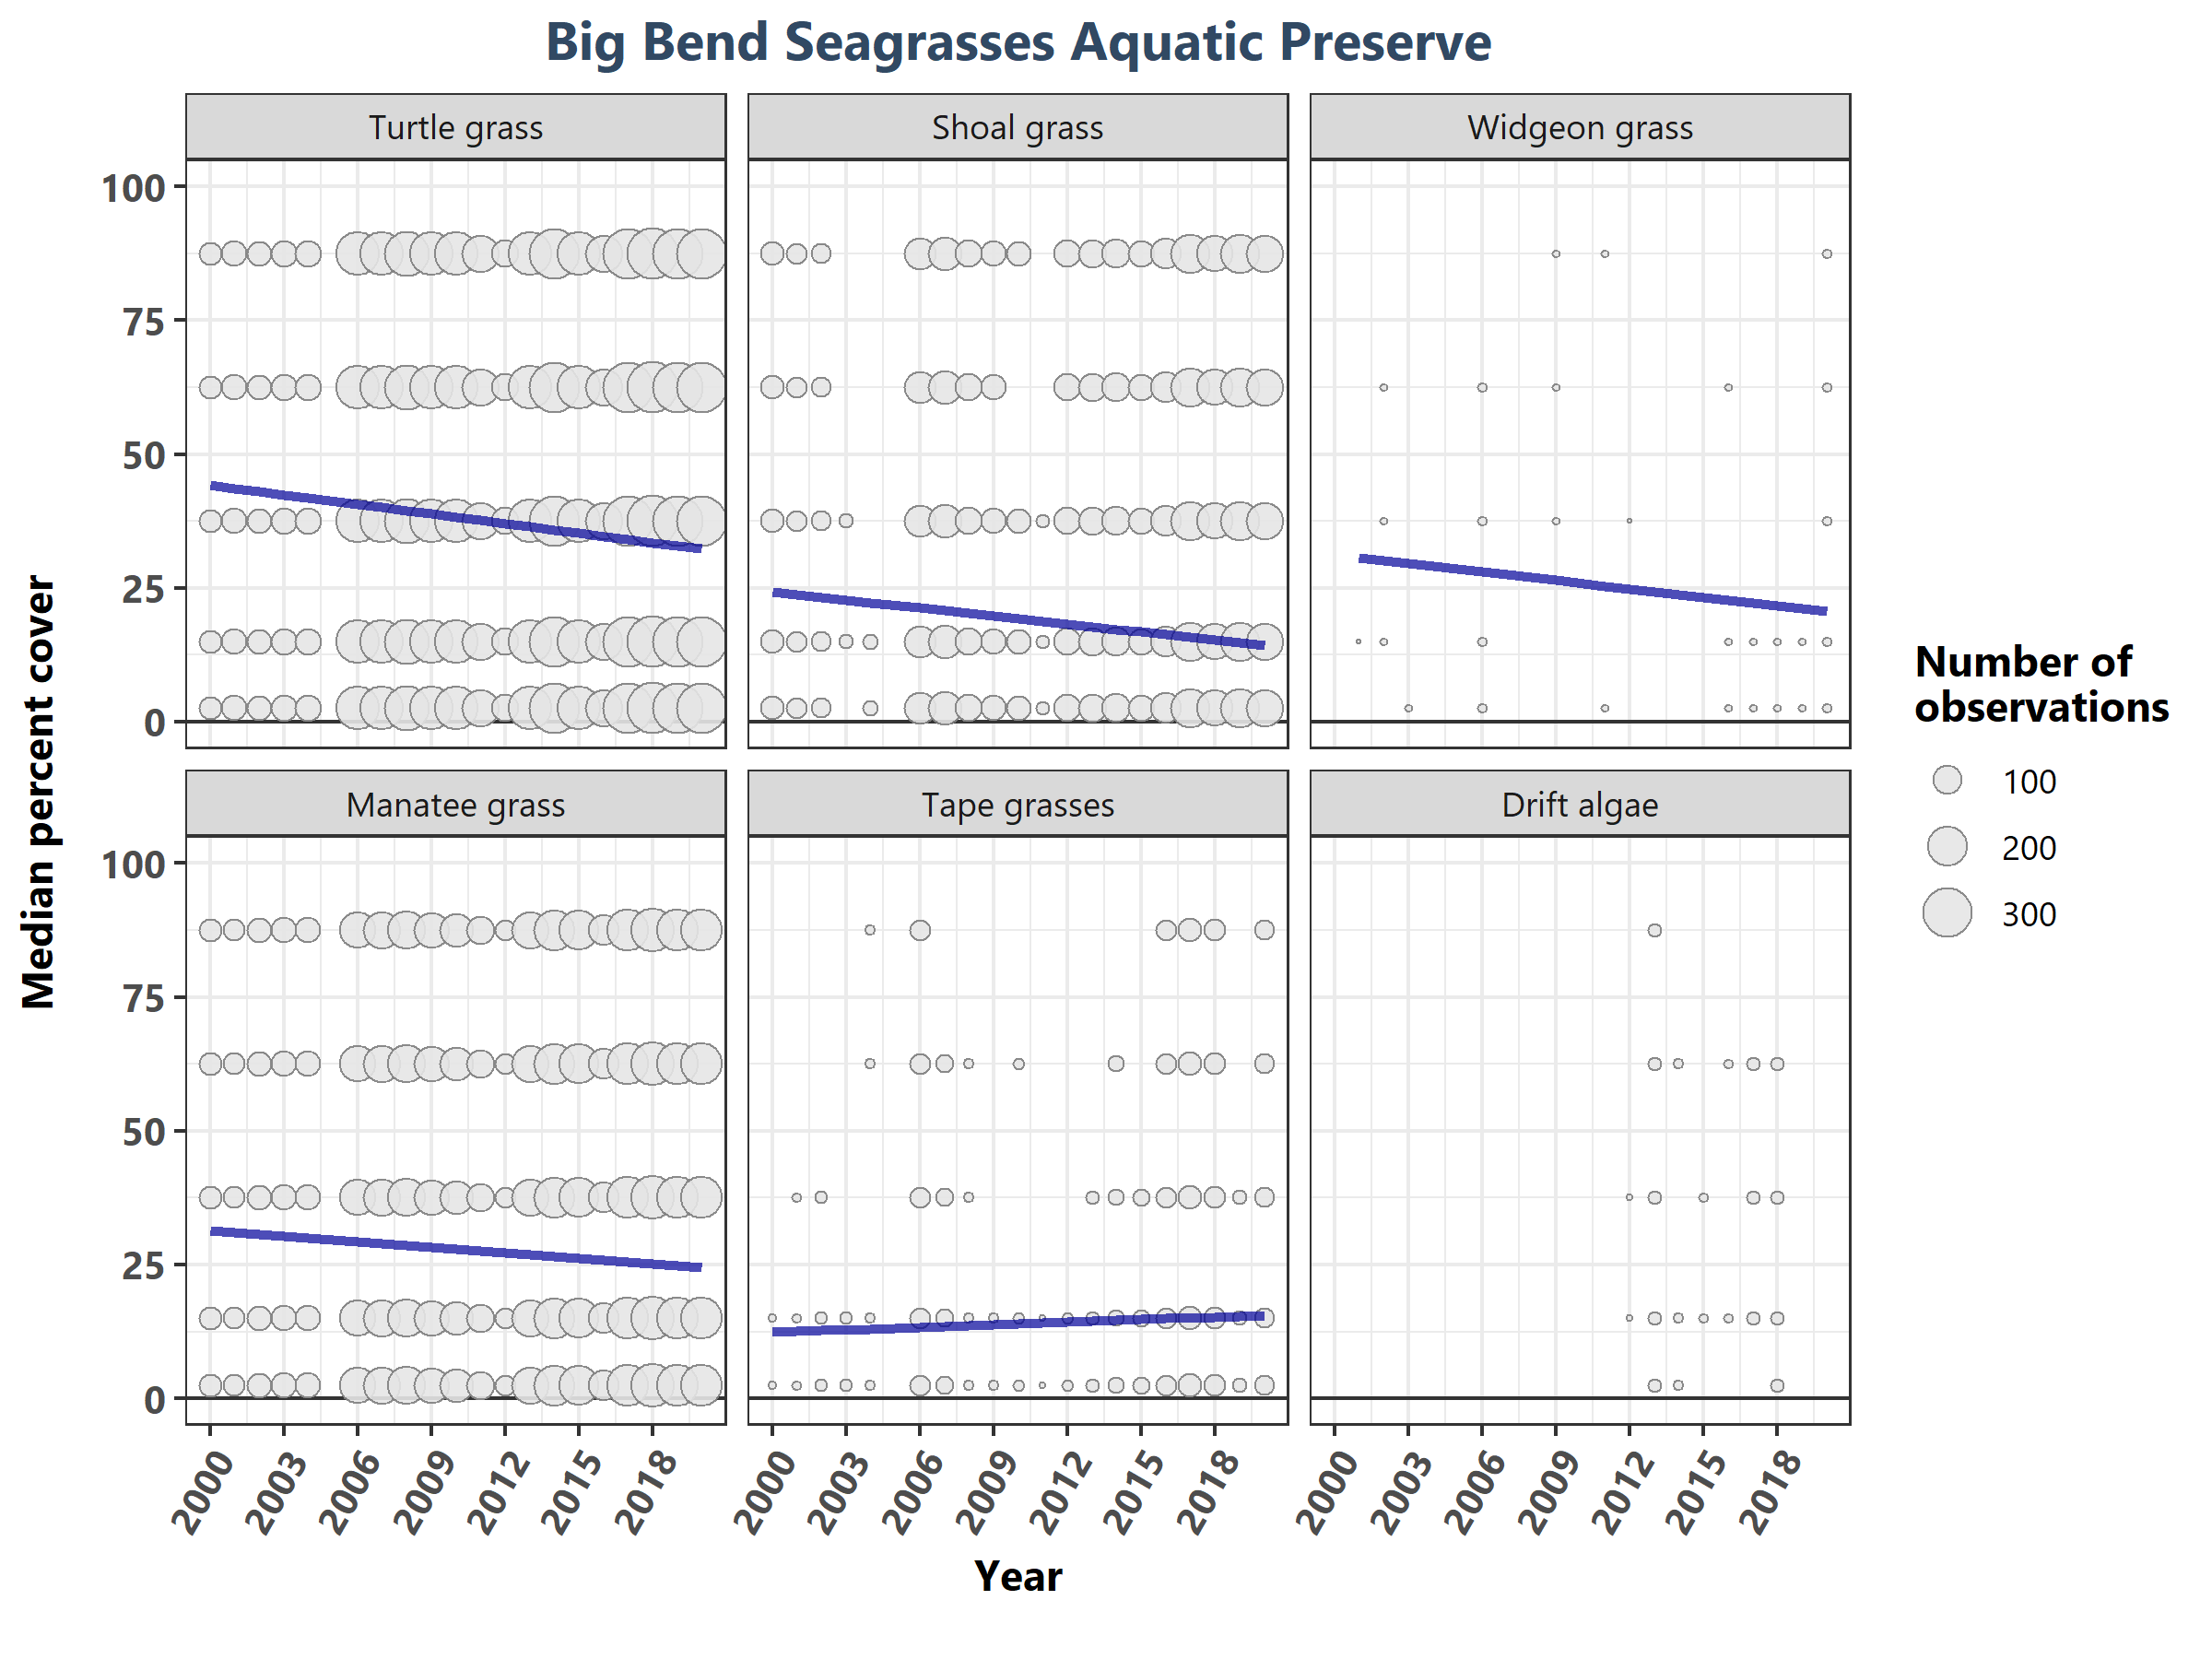 Big Bend Seagrasses Aquatic Preserve
Turtle grass
Shoal grass
Widgeon grass
100
75
50
25
0
Manatee grass
Tape grasses
Drift algae
100
75
50
25
0
2000 2003 2006 2009 2012 2015 2018
2000 2003 2006 2009 2012 2015 2018
2000 2003 2006 2009 2012 2015 2018
Year
Median percent cover
Number of
observations
100
200
300